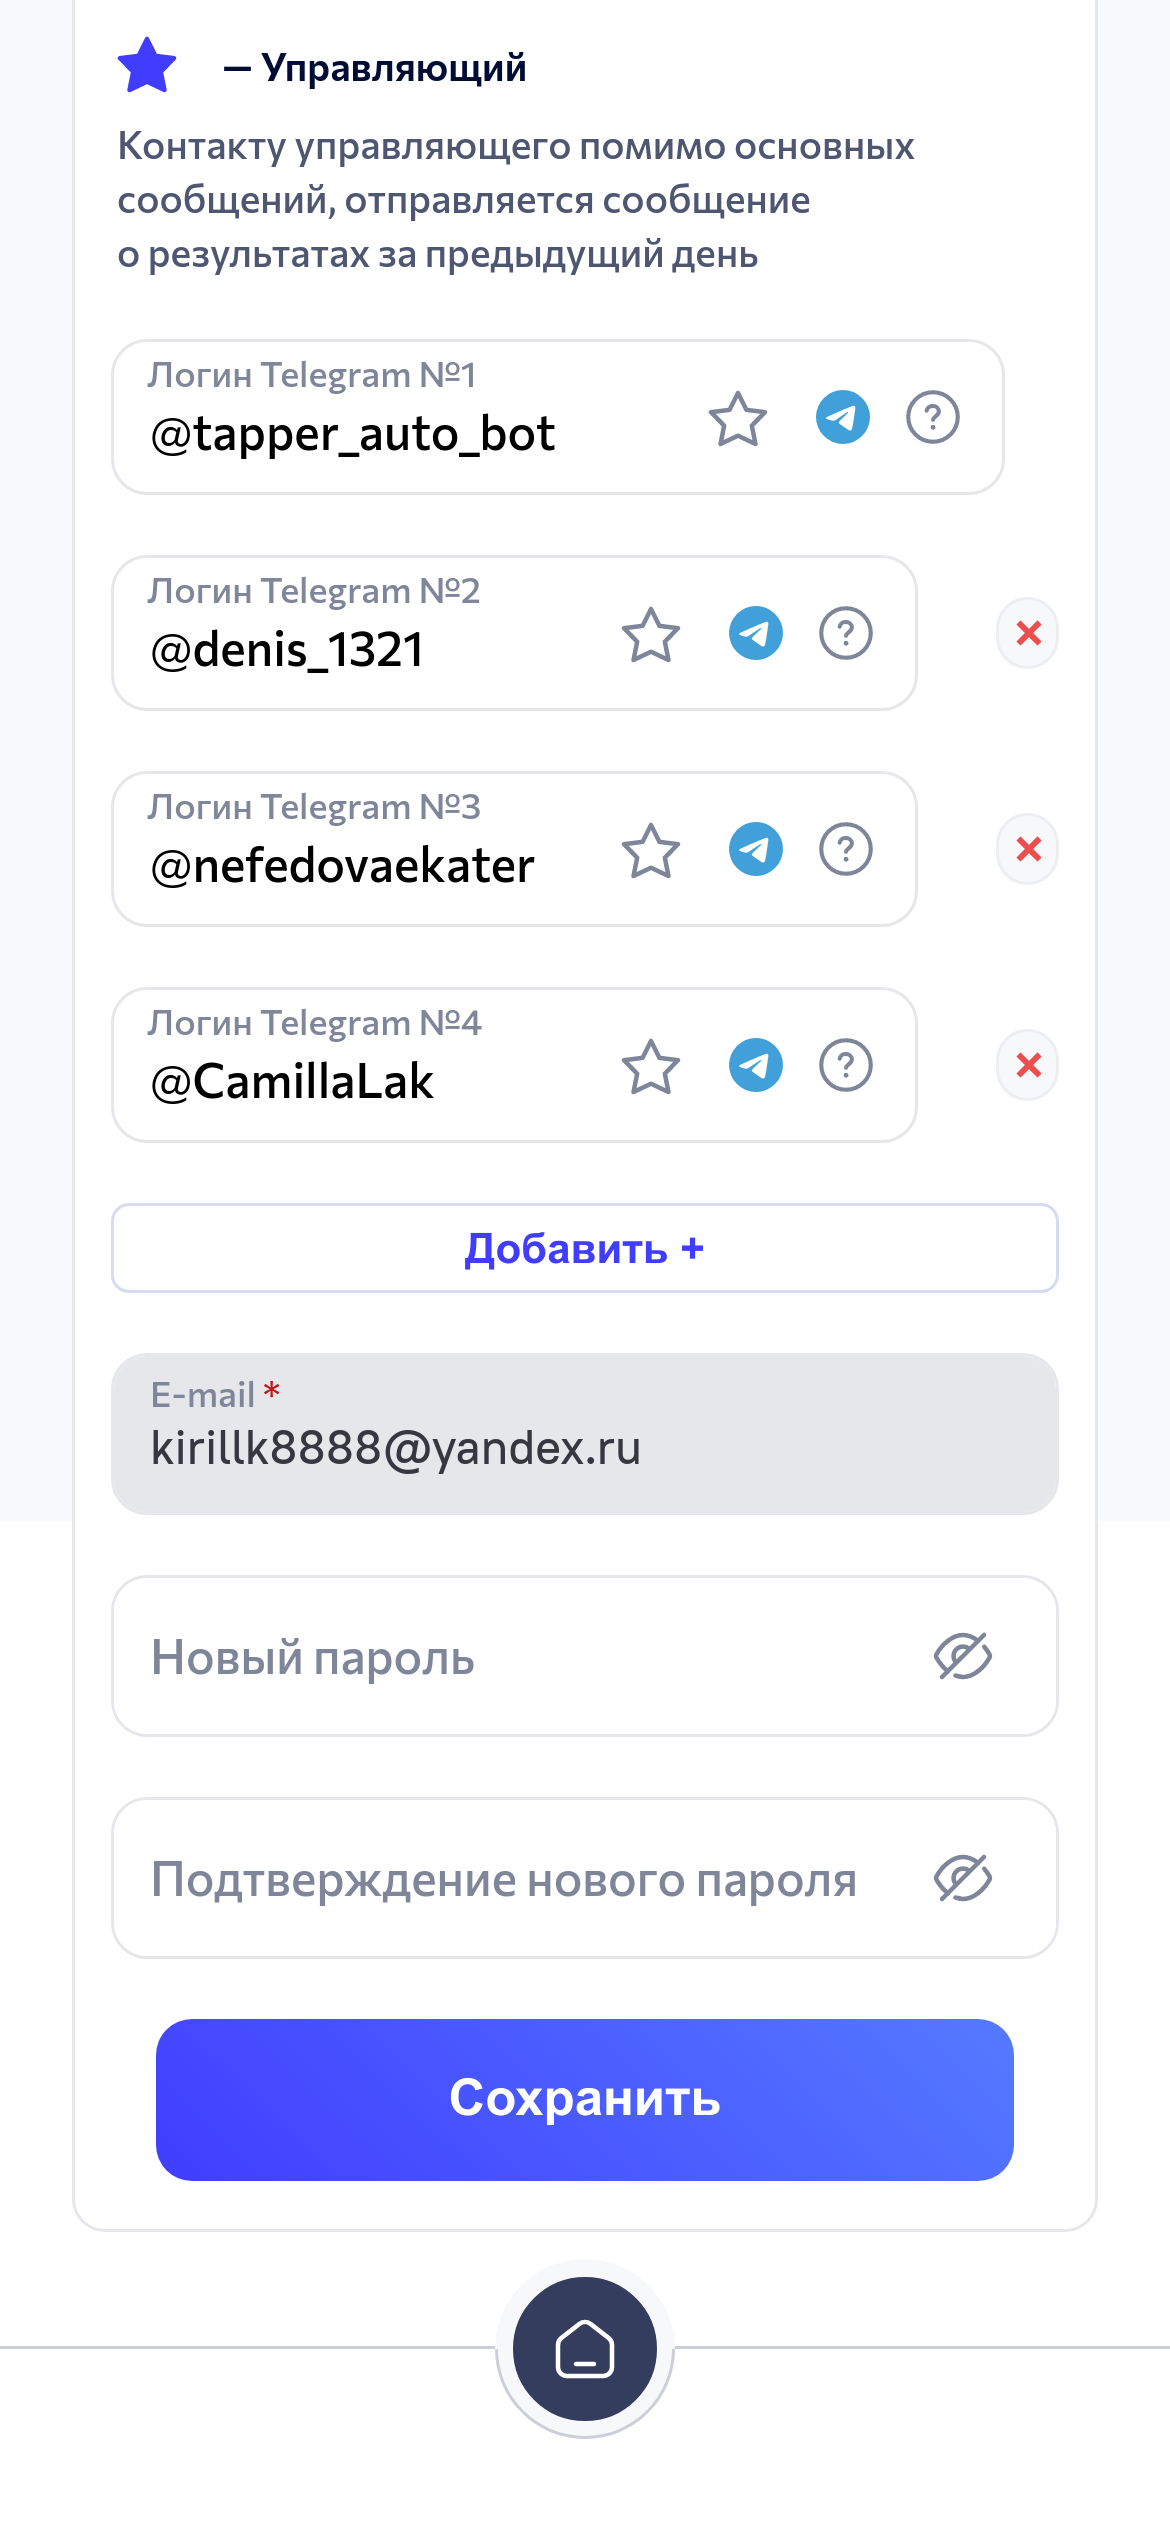 — Управляющий
Контакту управляющего помимо основных
сообщений, отправляется сообщение
о результатах за предыдущий день
Логин Telegram №1
@tapper_auto_bot
Логин Telegram №2
@denis_1321
Логин Telegram №3
@nefedovaekater
Логин Telegram №4
@CamillaLak
Добавить +
E-mail *
kirillk8888@yandex.ru
Новый пароль
Подтверждение нового пароля
Сохранить